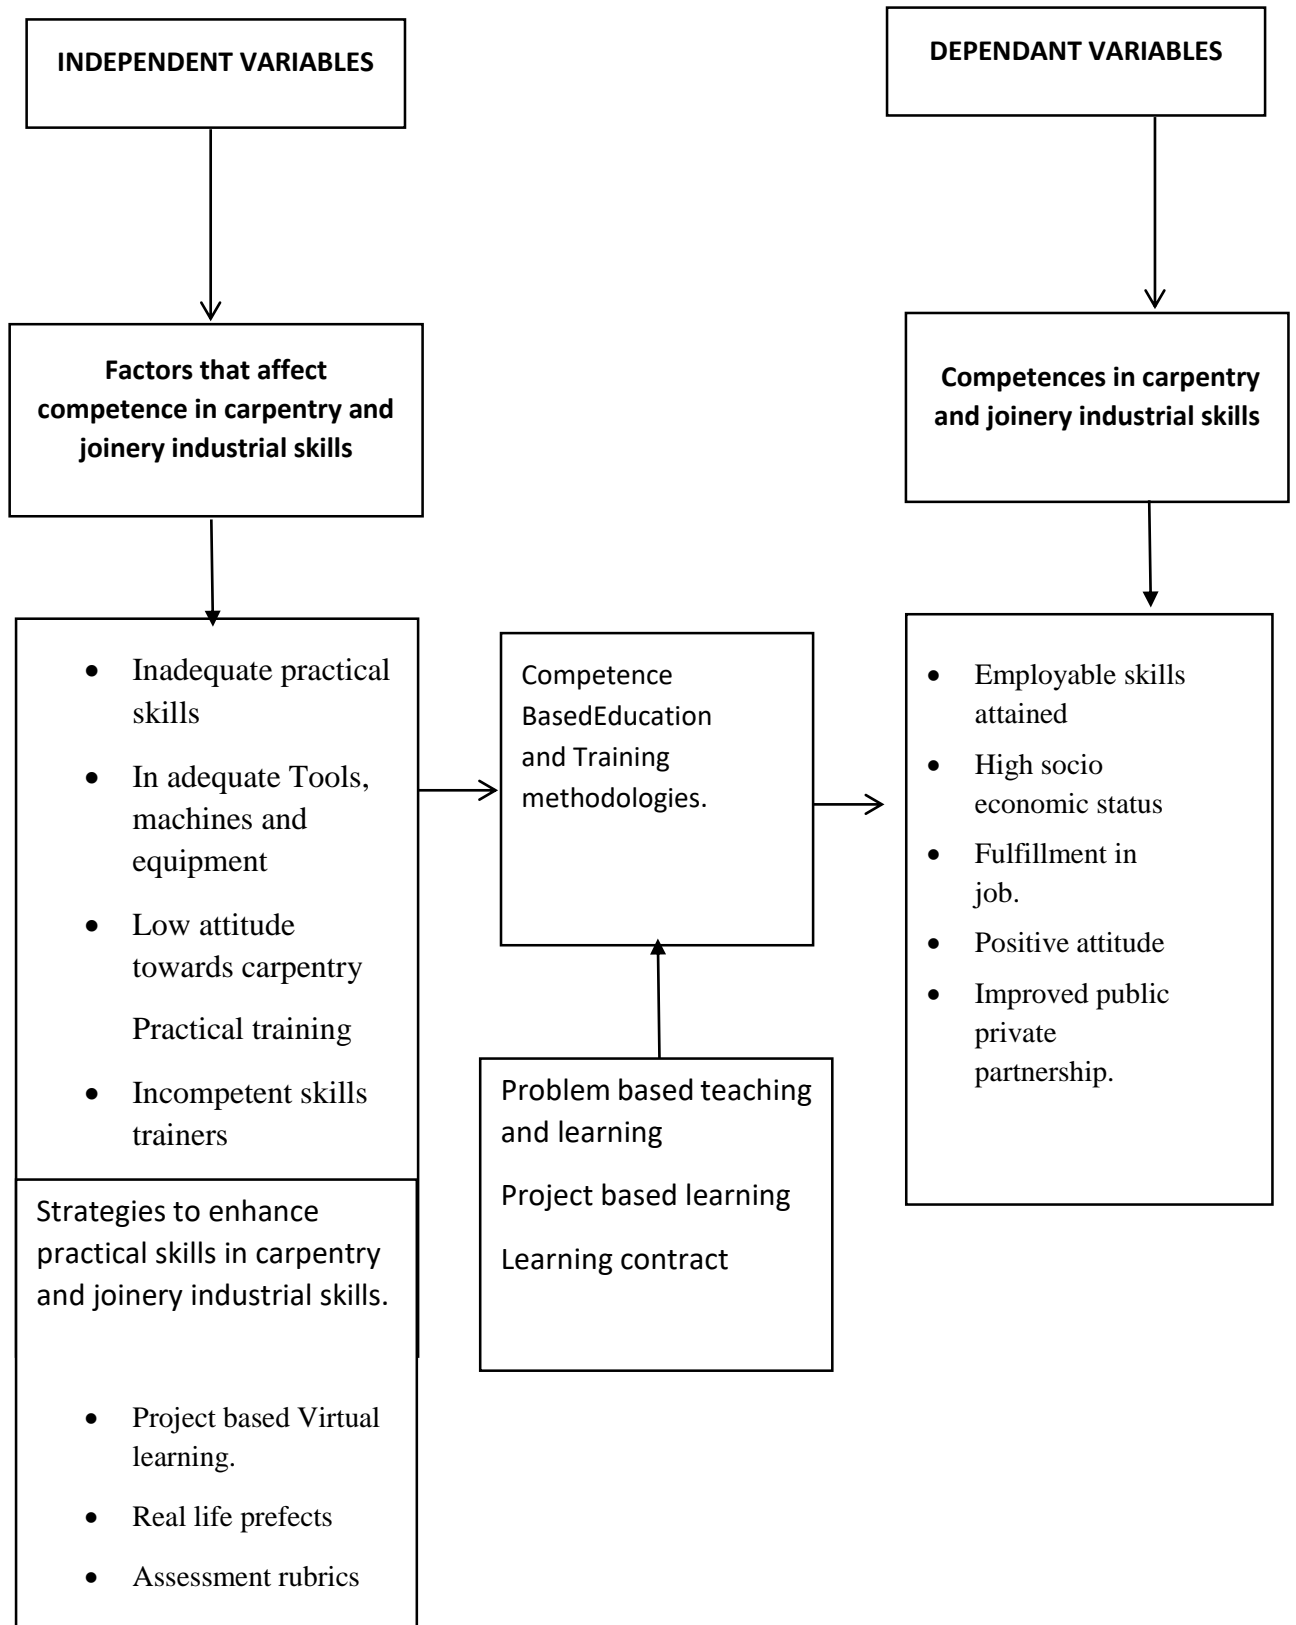 INDEPENDENT VARIABLES
DEPENDANT VARIABLES
Factors that affect
competence in carpentry and
joinery industrial skills
Competences in carpentry
and joinery industrial skills
• Inadequate practical
skills
• In adequate Tools,
machines and
equipment
• Low attitude
towards carpentry
Practical training
• Incompetent skills
trainers
Strategies to enhance
practical skills in carpentry
and joinery industrial skills.
• Project based Virtual
learning.
• Real life prefects
• Assessment rubrics
Competence
BasedEducation
and Training
methodologies.
Problem based teaching
and learning
Project based learning
Learning contract
• Employable skills
attained
• High socio
economic status
• Fulfillment in
job.
• Positive attitude
• Improved public
private
partnership.